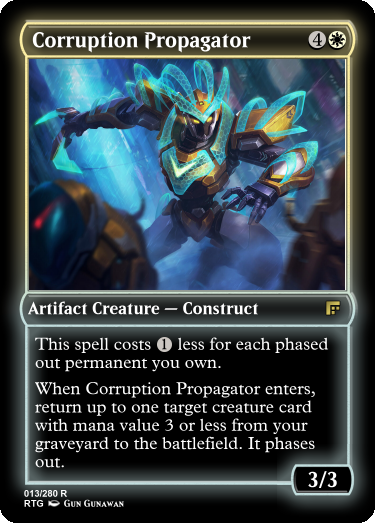 Corruption Propagator 4
Artifact Creature — Construct
This spell costs 1 less for each phased
out permanent you own.
When Corruption Propagator enters,
return up to one target creature card
with mana value 3 or less from your
graveyard to the battlefield. It phases
out.
3/3
013/280 R
RTG Gun Gunawan